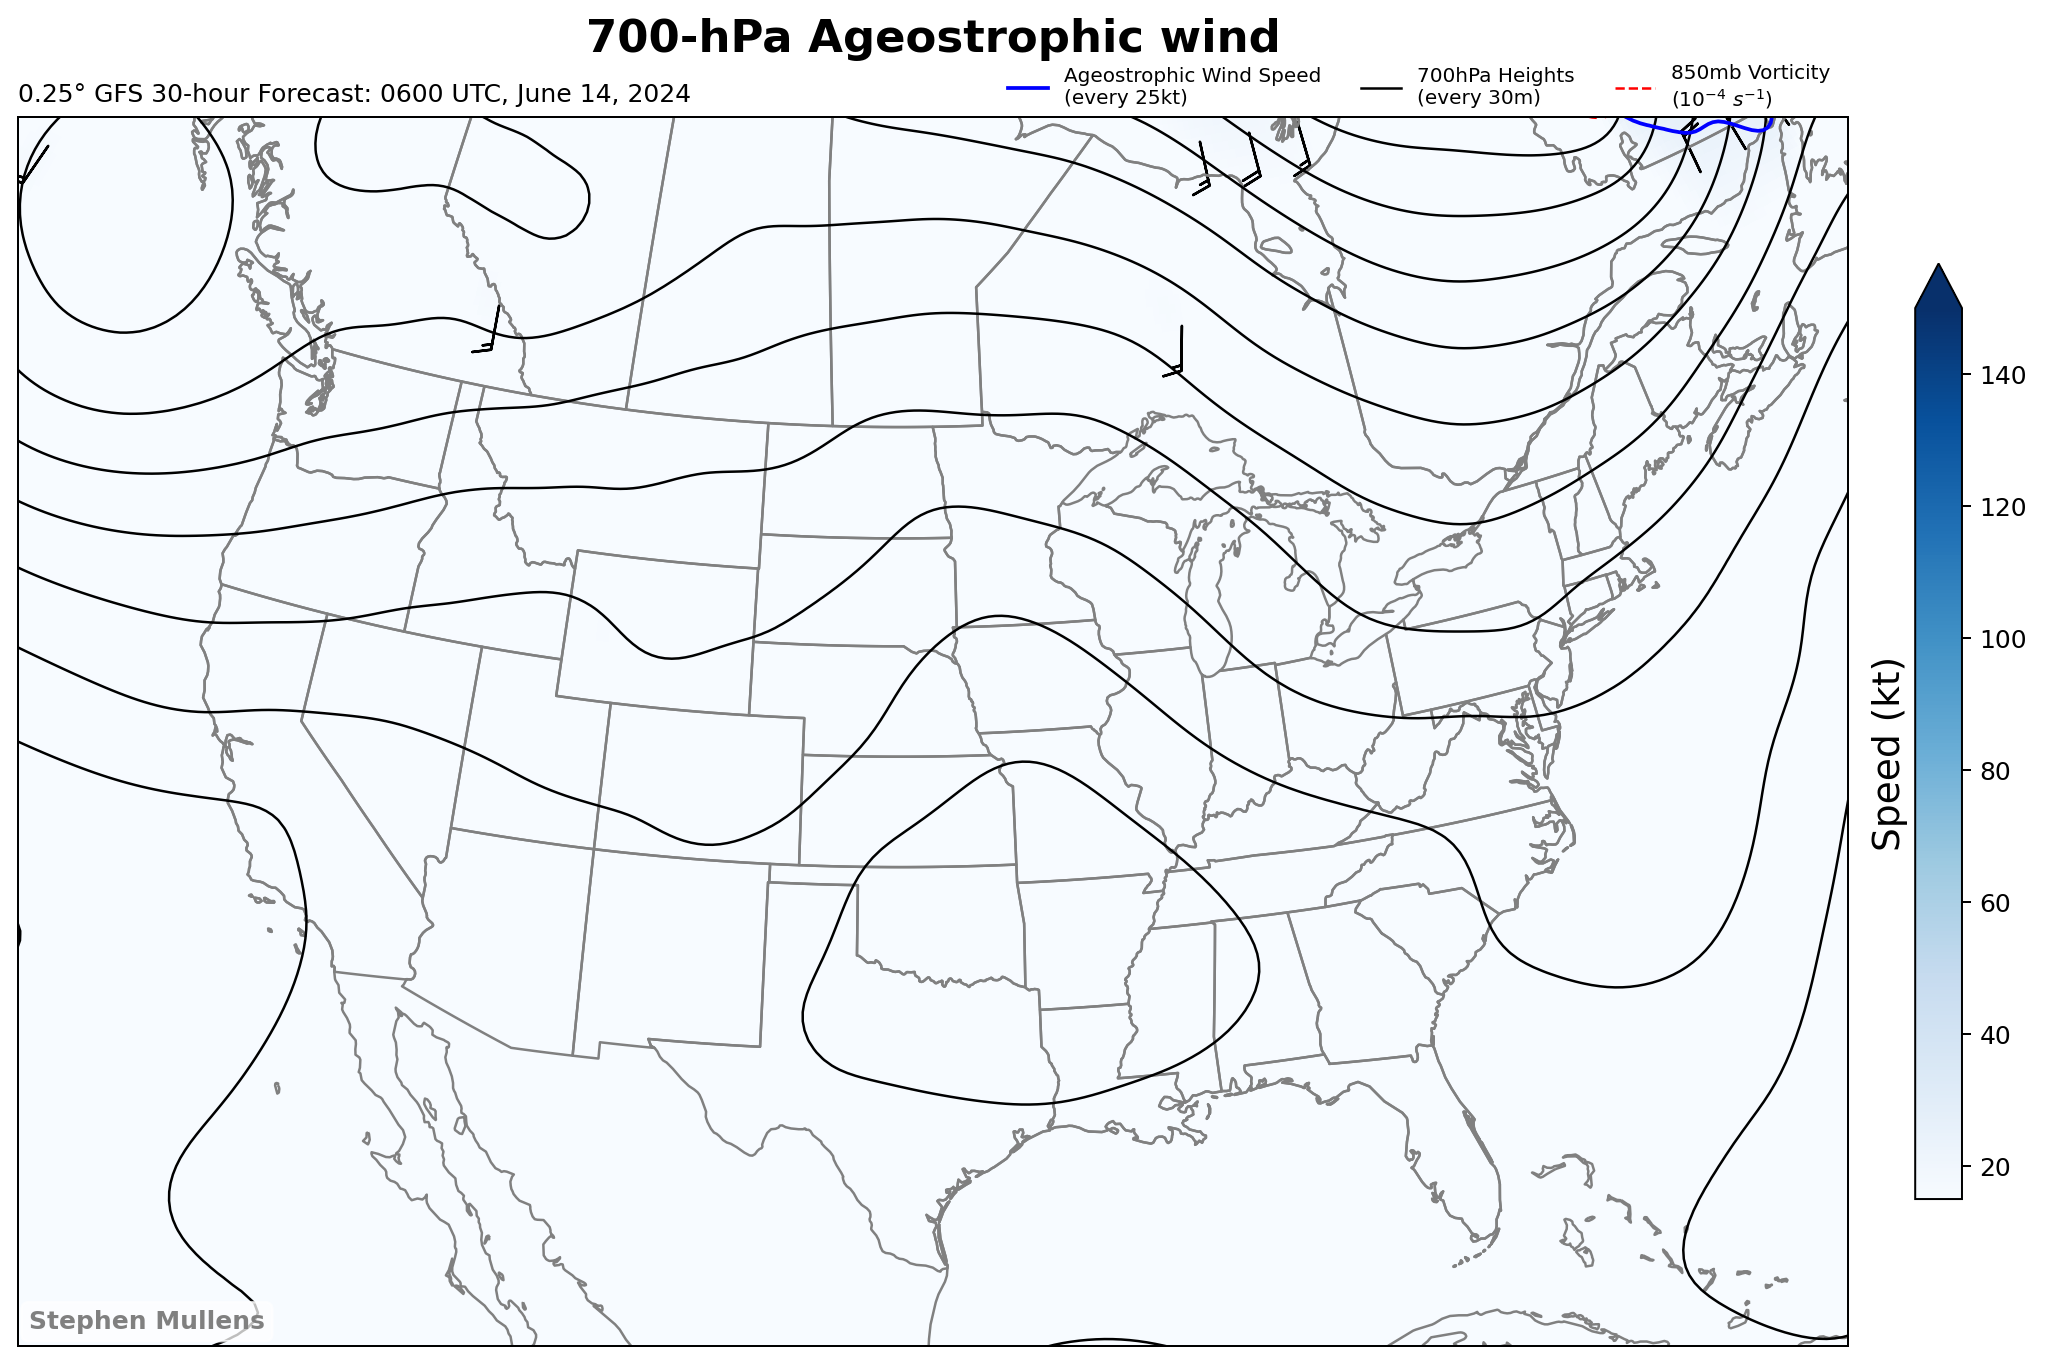 700-hPa Ageostrophic wind
0.25° GFS 30-hour Forecast: 0600 UTC, June 14, 2024
Ageostrophic Wind Speed
(every 25kt)
700hPa Heights
(every 30m)
850mb Vorticity
(10⁻⁴ s⁻¹)
140
120
100
80
60
40
20
Speed (kt)
Stephen Mullens